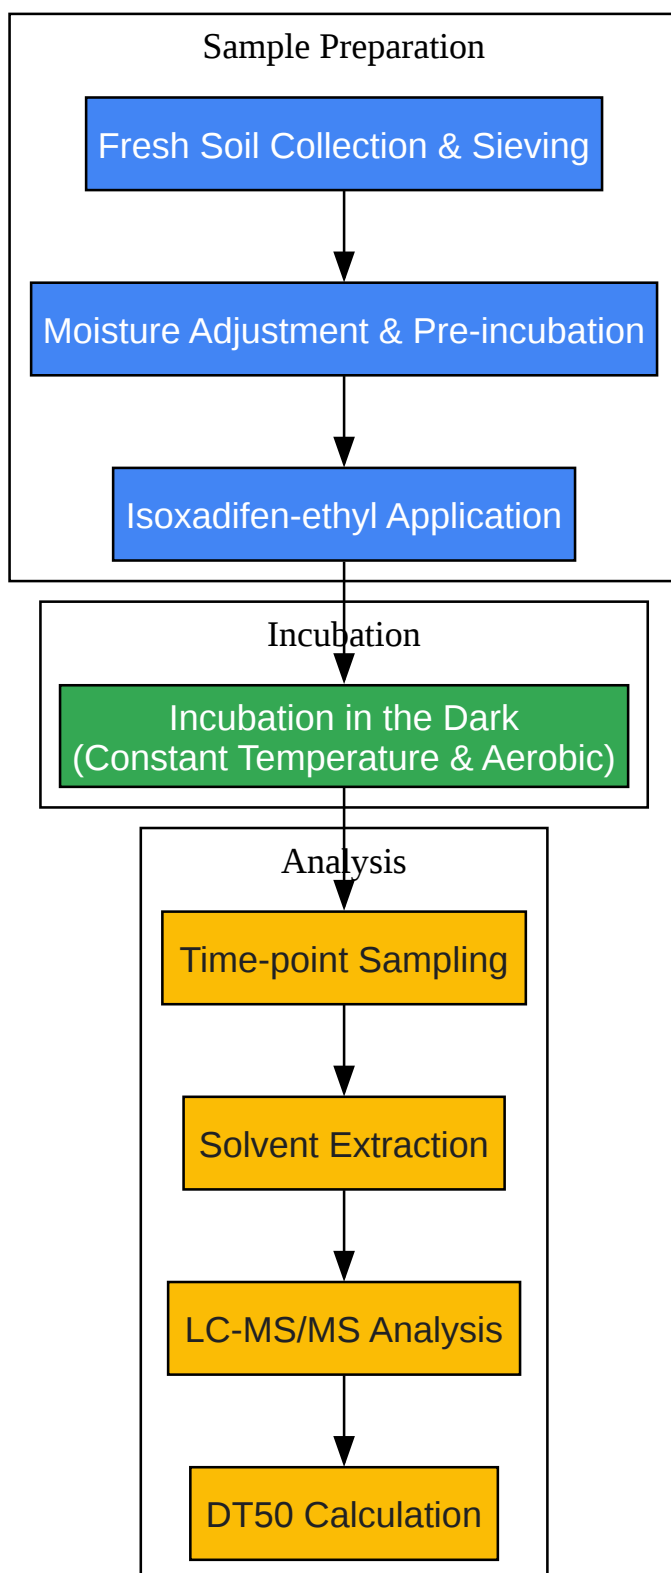 Sample Preparation
Fresh Soil Collection & Sieving
Moisture Adjustment & Pre-incubation
Isoxadifen-ethyl Application
Incubation
Incubation in the Dark
(Constant Temperature & Aerobic)
Analysis
Time-point Sampling
Solvent Extraction
LC-MS/MS Analysis
DT50 Calculation